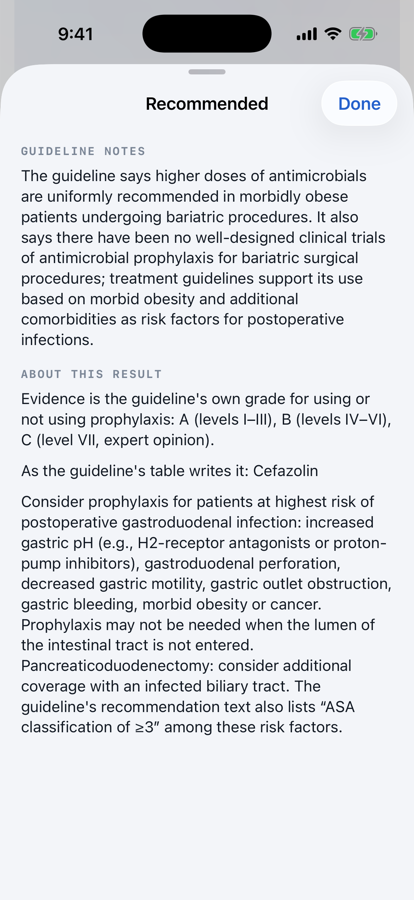 9:41
Recommended
Done
GUIDELINE NOTES
The guideline says higher doses of antimicrobials
are uniformly recommended in morbidly obese
patients undergoing bariatric procedures. It also
says there have been no well-designed clinical trials
of antimicrobial prophylaxis for bariatric surgical
procedures; treatment guidelines support its use
based on morbid obesity and additional
comorbidities as risk factors for postoperative
infections.
ABOUT THIS RESULT
Evidence is the guideline's own grade for using or
not using prophylaxis: A (levels I–III), B (levels IV–VI),
C (level VII, expert opinion).
As the guideline's table writes it: Cefazolin
Consider prophylaxis for patients at highest risk of
postoperative gastroduodenal infection: increased
gastric pH (e.g., H2-receptor antagonists or proton-
pump inhibitors), gastroduodenal perforation,
decreased gastric motility, gastric outlet obstruction,
gastric bleeding, morbid obesity or cancer.
Prophylaxis may not be needed when the lumen of
the intestinal tract is not entered.
Pancreaticoduodenectomy: consider additional
coverage with an infected biliary tract. The
guideline's recommendation text also lists “ASA
classification of ≥3” among these risk factors.